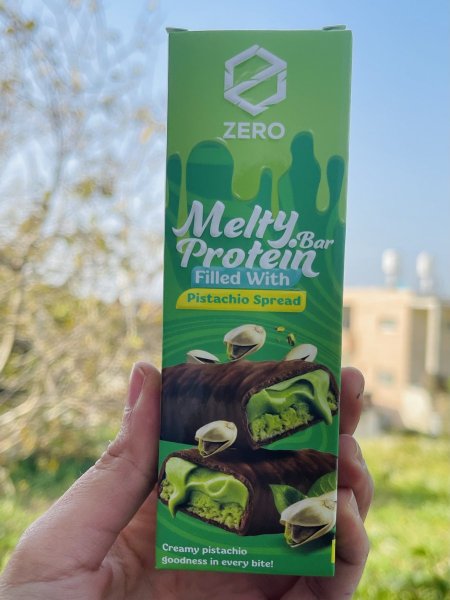 ZERO
Melty
Protein Bar
Filled With
Pistachio Spread
Creamy pistachio
goodness in every bite!